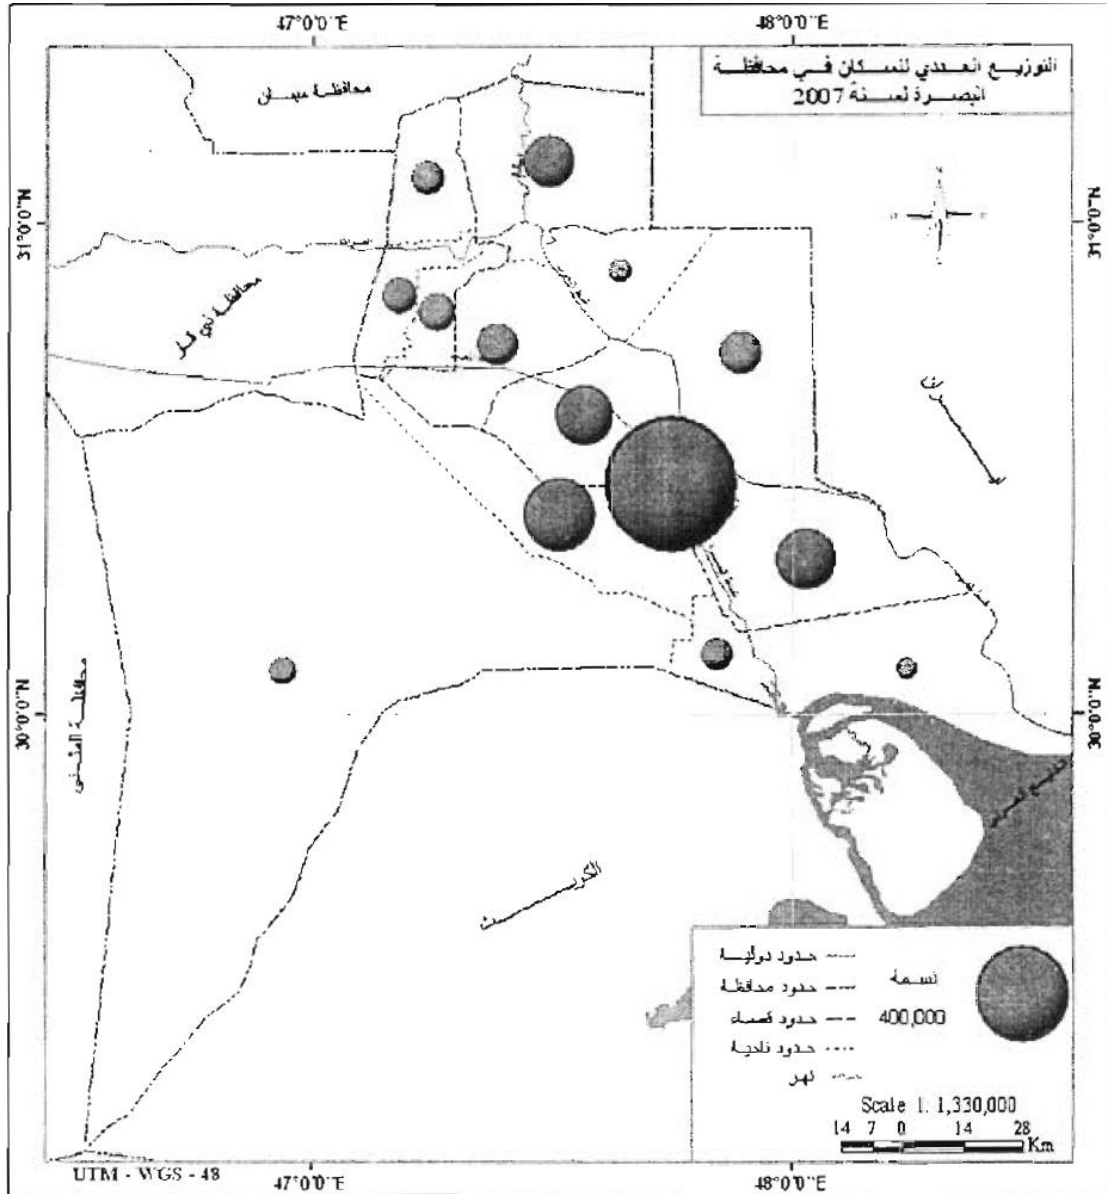 47°0'0"E
48°0'0"E
التوزيع العددي للسكان في محافظة
البصرة لسنة 2007
محافظة ميسان
31°0'0"N
31°0'0"N
محافظة ذي قار
ايران
محافظة المثنى
30°0'0"N
30°0'0"N
الخليج العربي
الكويت
حدود دولية
حدود محافظة
حدود قضاء
حدود ناحية
نهر
نسمة
400,000
Scale 1: 1,330,000
14 7 0 14 28
Km
UTM - WGS - 48
47°0'0"E
48°0'0"E